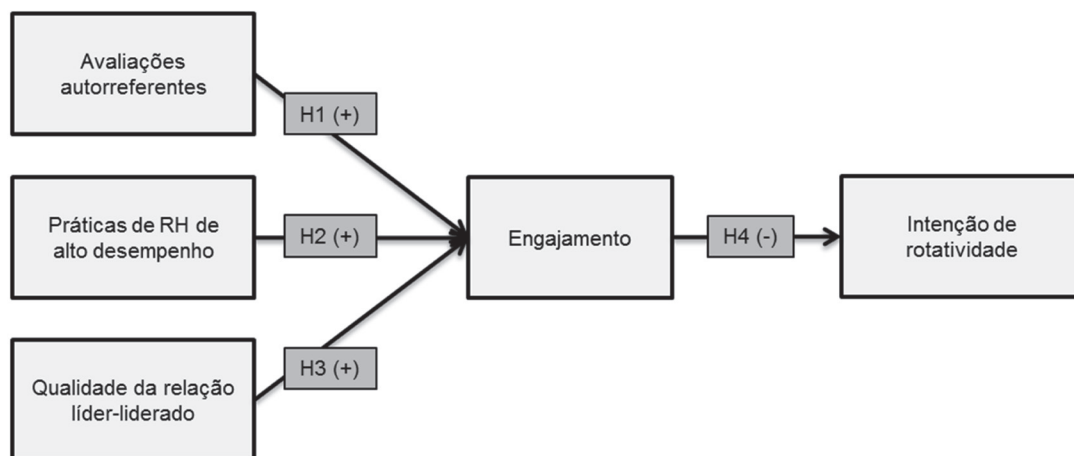 Avaliações
autorreferentes
H1 (+)
Práticas de RH de
alto desempenho
H2 (+)
Engajamento
H4 (-)
Intenção de
rotatividade
Qualidade da relação
líder-liderado
H3 (+)